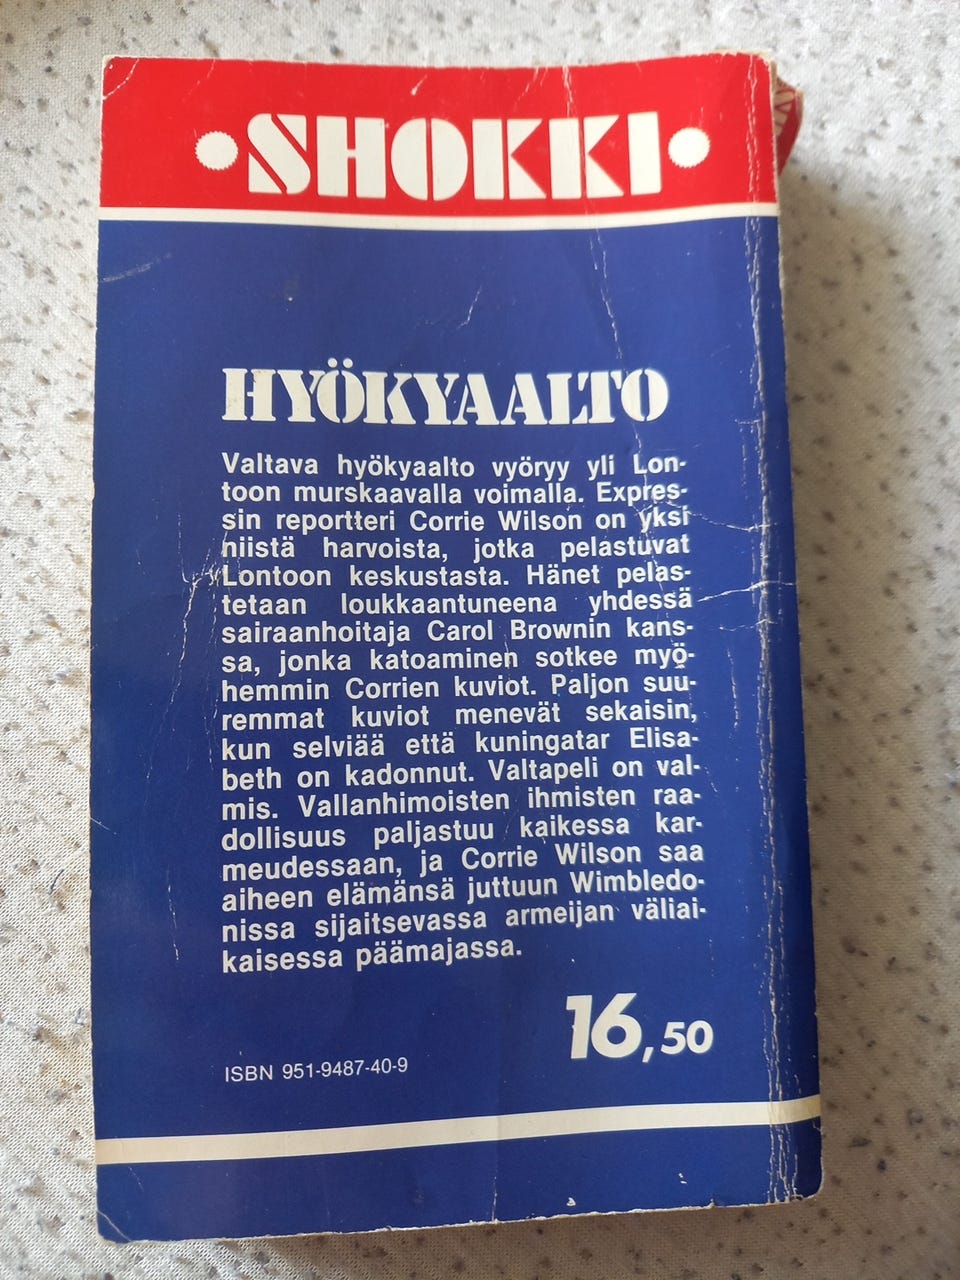 •SHOKKI•
HYÖKYAALTO
Valtava hyökyaalto vyöryy yli Lon-
toon murskaavalla voimalla. Expres-
sin reportteri Corrie Wilson on yksi
niistä harvoista, jotka pelastuvat
Lontoon keskustasta. Hänet pelas-
tetaan loukkaantuneena yhdessä
sairaanhoitaja Carol Brownin kans-
sa, jonka katoaminen sotkee myö-
hemmin Corrien kuviot. Paljon suu-
remmat kuviot menevät sekaisin,
kun selviää että kuningatar Elisa-
beth on kadonnut. Valtapeli on val-
mis. Vallanhimoisten ihmisten raa-
dollisuus paljastuu kaikessa kar-
meudessaan, ja Corrie Wilson saa
aiheen elämänsä juttuun Wimbledo-
nissa sijaitsevassa armeijan väliai-
kaisessa päämajassa.
16,50
ISBN 951-9487-40-9